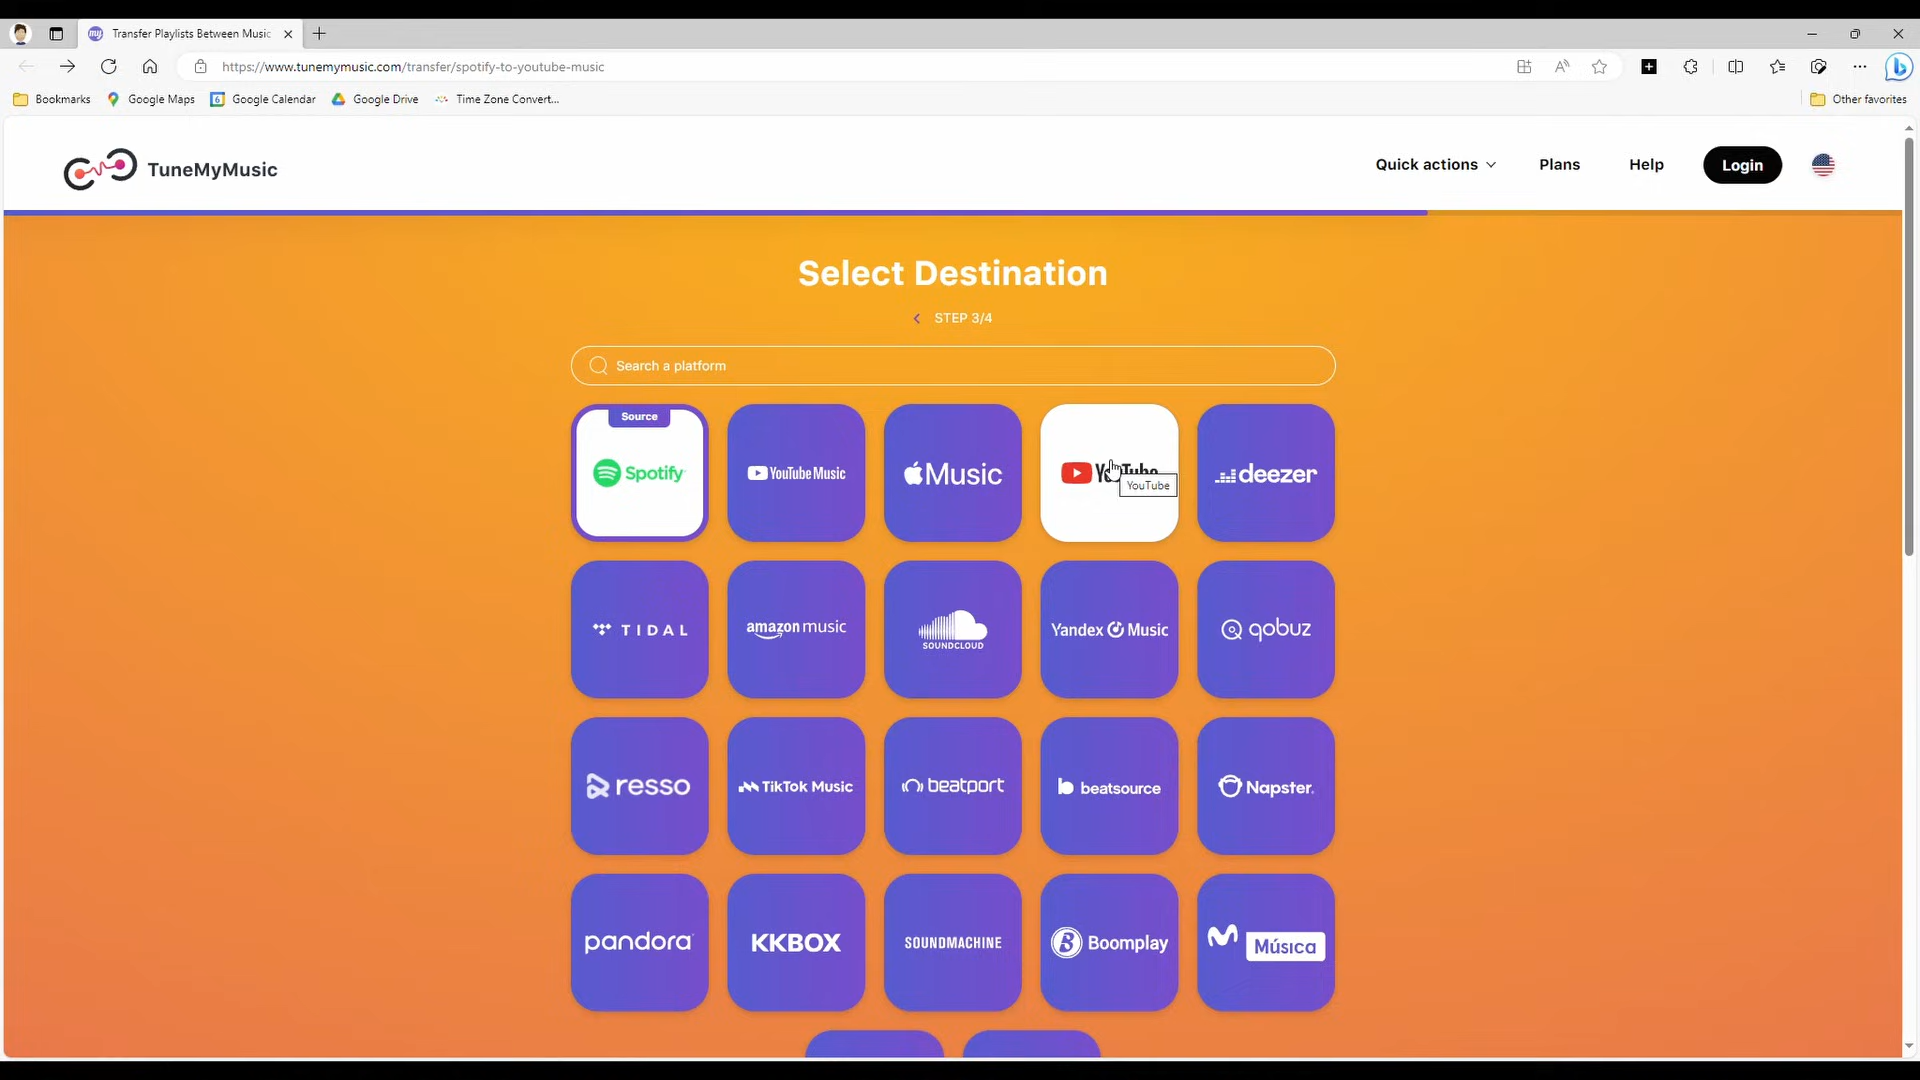 Transfer Playlists Between Music
https://www.tunemymusic.com/transfer/spotify-to-youtube-music
Bookmarks
Google Maps
Google Calendar
Google Drive
Time Zone Convert...
Other favorites
TuneMyMusic
Quick actions
Plans
Help
Login
Select Destination
STEP 3/4
Search a platform
Source
Spotify
YouTube Music
Music
YouTube
YouTube
deezer
TIDAL
amazon music
SOUNDCLOUD
Yandex Music
qobuz
resso
TikTok Music
beatport
beatsource
Napster.
pandora
KKBOX
SOUNDMACHINE
Boomplay
Música